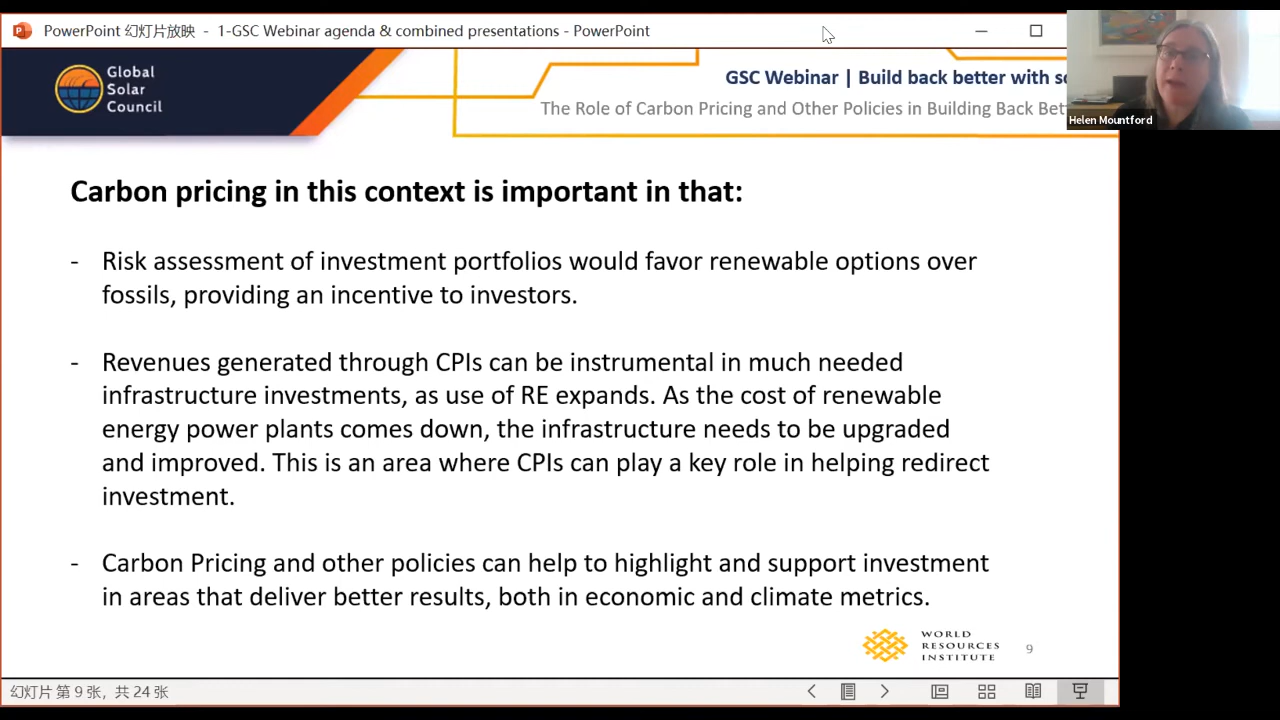 PowerPoint 幻灯片放映 - 1-GSC Webinar agenda & combined presentations - PowerPoint
Global
Solar
Council
GSC Webinar | Build back better with so
The Role of Carbon Pricing and Other Policies in Building Back Bet
Helen Mountford
Carbon pricing in this context is important in that:
- Risk assessment of investment portfolios would favor renewable options over
fossils, providing an incentive to investors.
- Revenues generated through CPIs can be instrumental in much needed
infrastructure investments, as use of RE expands. As the cost of renewable
energy power plants comes down, the infrastructure needs to be upgraded
and improved. This is an area where CPIs can play a key role in helping redirect
investment.
- Carbon Pricing and other policies can help to highlight and support investment
in areas that deliver better results, both in economic and climate metrics.
WORLD
RESOURCES
INSTITUTE
9
幻灯片 第 9 张，共 24 张